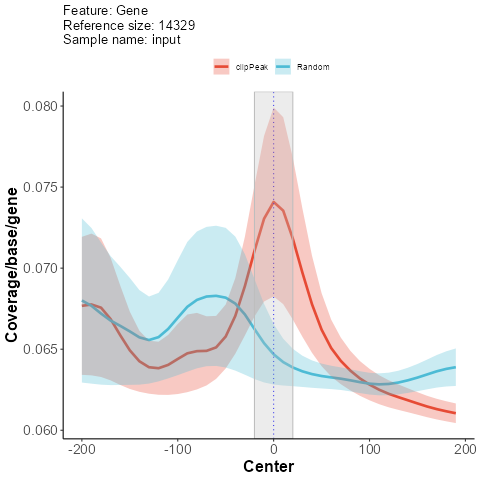 Feature: Gene
Reference size: 14329
Sample name: input
clipPeak Random
0.080
0.075
0.070
0.065
0.060
Coverage/base/gene
-200 -100 0 100 200
Center